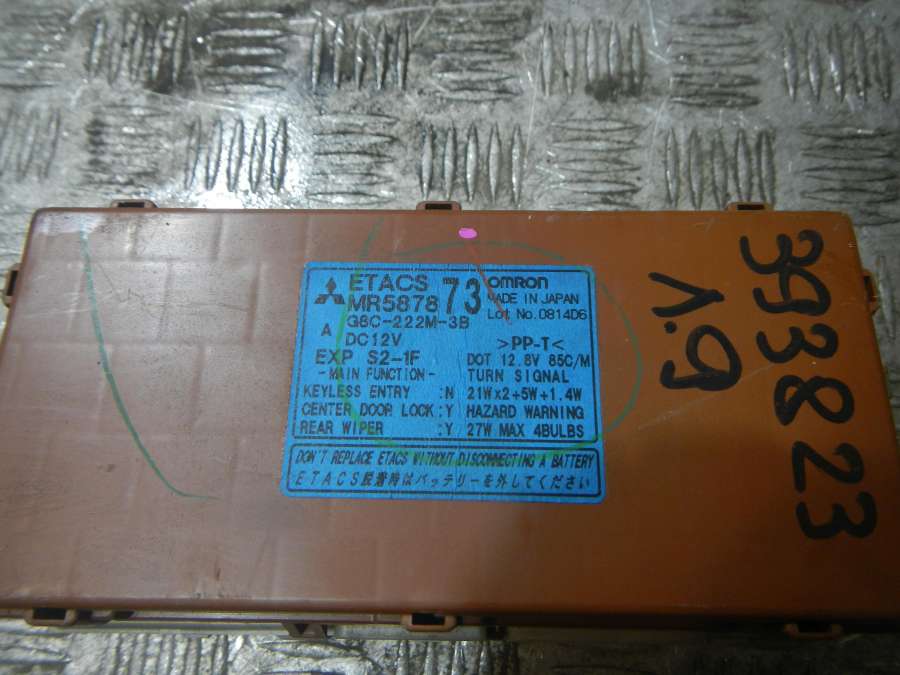 ETACS OMRON
MR587873 MADE IN JAPAN
G8C-222M-3B LOT No.0814D6
A DC12V >PP-T<
EXP S2-1F DOT 12.8V 85C/M
-MAIN FUNCTION- TURN SIGNAL
KEYLESS ENTRY :N 21W×2+5W+1.4W
CENTER DOOR LOCK:Y HAZARD WARNING
REAR WIPER :Y 27W MAX 4BULBS
DON'T REPLACE ETACS WITHOUT DISCONNECTING A BATTERY
ETACS脱着時はバッテリーを外してください
393823
1.9